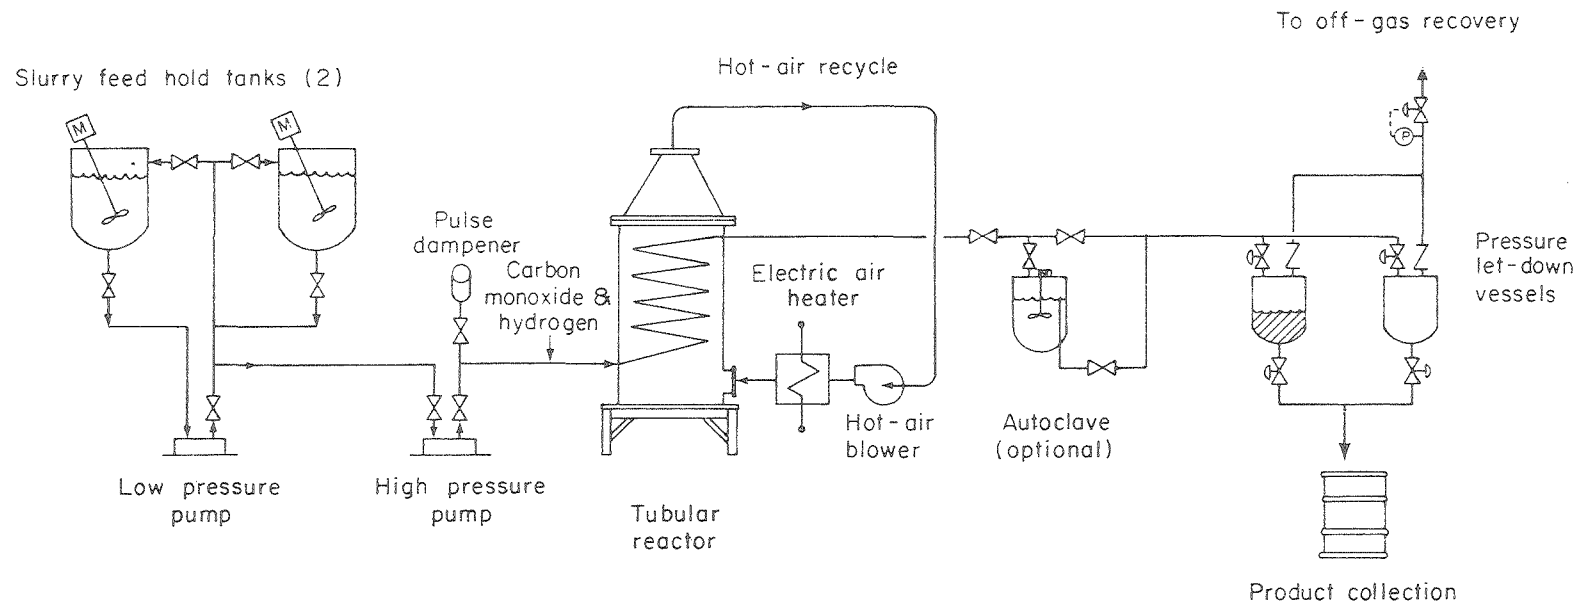 To off-gas recovery
Hot-air recycle
Slurry feed hold tanks (2)
M
M
P
Pulse
dampener
Carbon
monoxide &
hydrogen
Electric air
heater
Pressure
let-down
vessels
Hot-air
blower
Autoclave
(optional)
Low pressure
pump
High pressure
pump
Tubular
reactor
Product collection